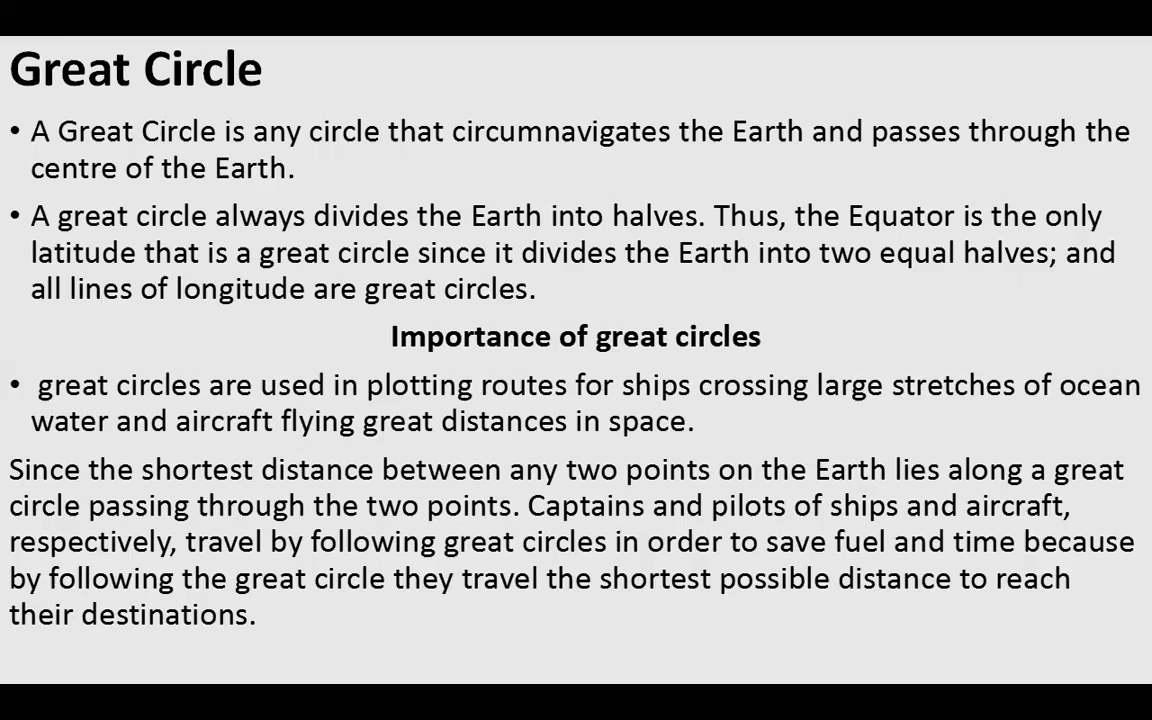 Great Circle
• A Great Circle is any circle that circumnavigates the Earth and passes through the
centre of the Earth.
• A great circle always divides the Earth into halves. Thus, the Equator is the only
latitude that is a great circle since it divides the Earth into two equal halves; and
all lines of longitude are great circles.
Importance of great circles
• great circles are used in plotting routes for ships crossing large stretches of ocean
water and aircraft flying great distances in space.
Since the shortest distance between any two points on the Earth lies along a great
circle passing through the two points. Captains and pilots of ships and aircraft,
respectively, travel by following great circles in order to save fuel and time because
by following the great circle they travel the shortest possible distance to reach
their destinations.